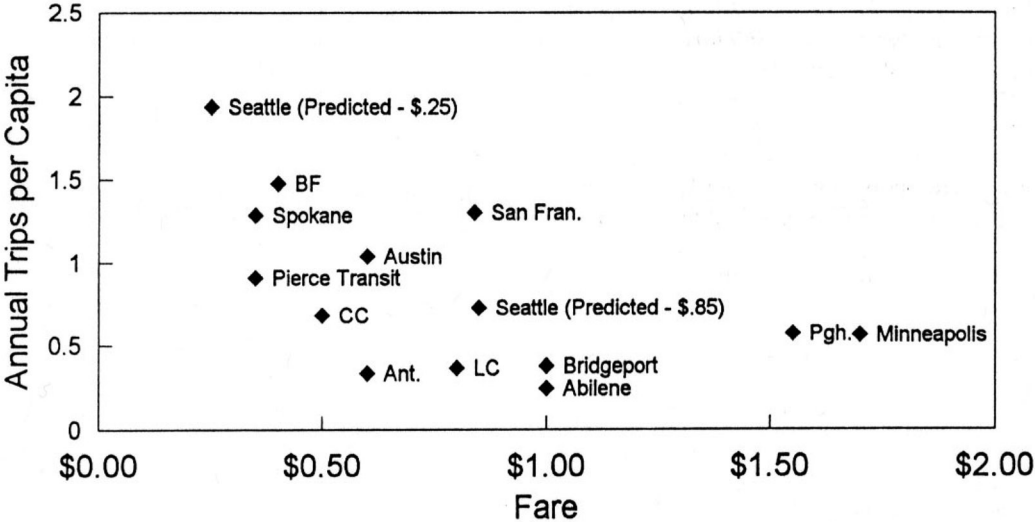 2.5
2
1.5
1
0.5
0
Annual Trips per Capita
Seattle (Predicted - $.25)
BF
Spokane
San Fran.
Austin
Pierce Transit
Seattle (Predicted - $.85)
CC
Pgh.
Minneapolis
Ant.
LC
Bridgeport
Abilene
$0.00
$0.50
$1.00
$1.50
$2.00
Fare